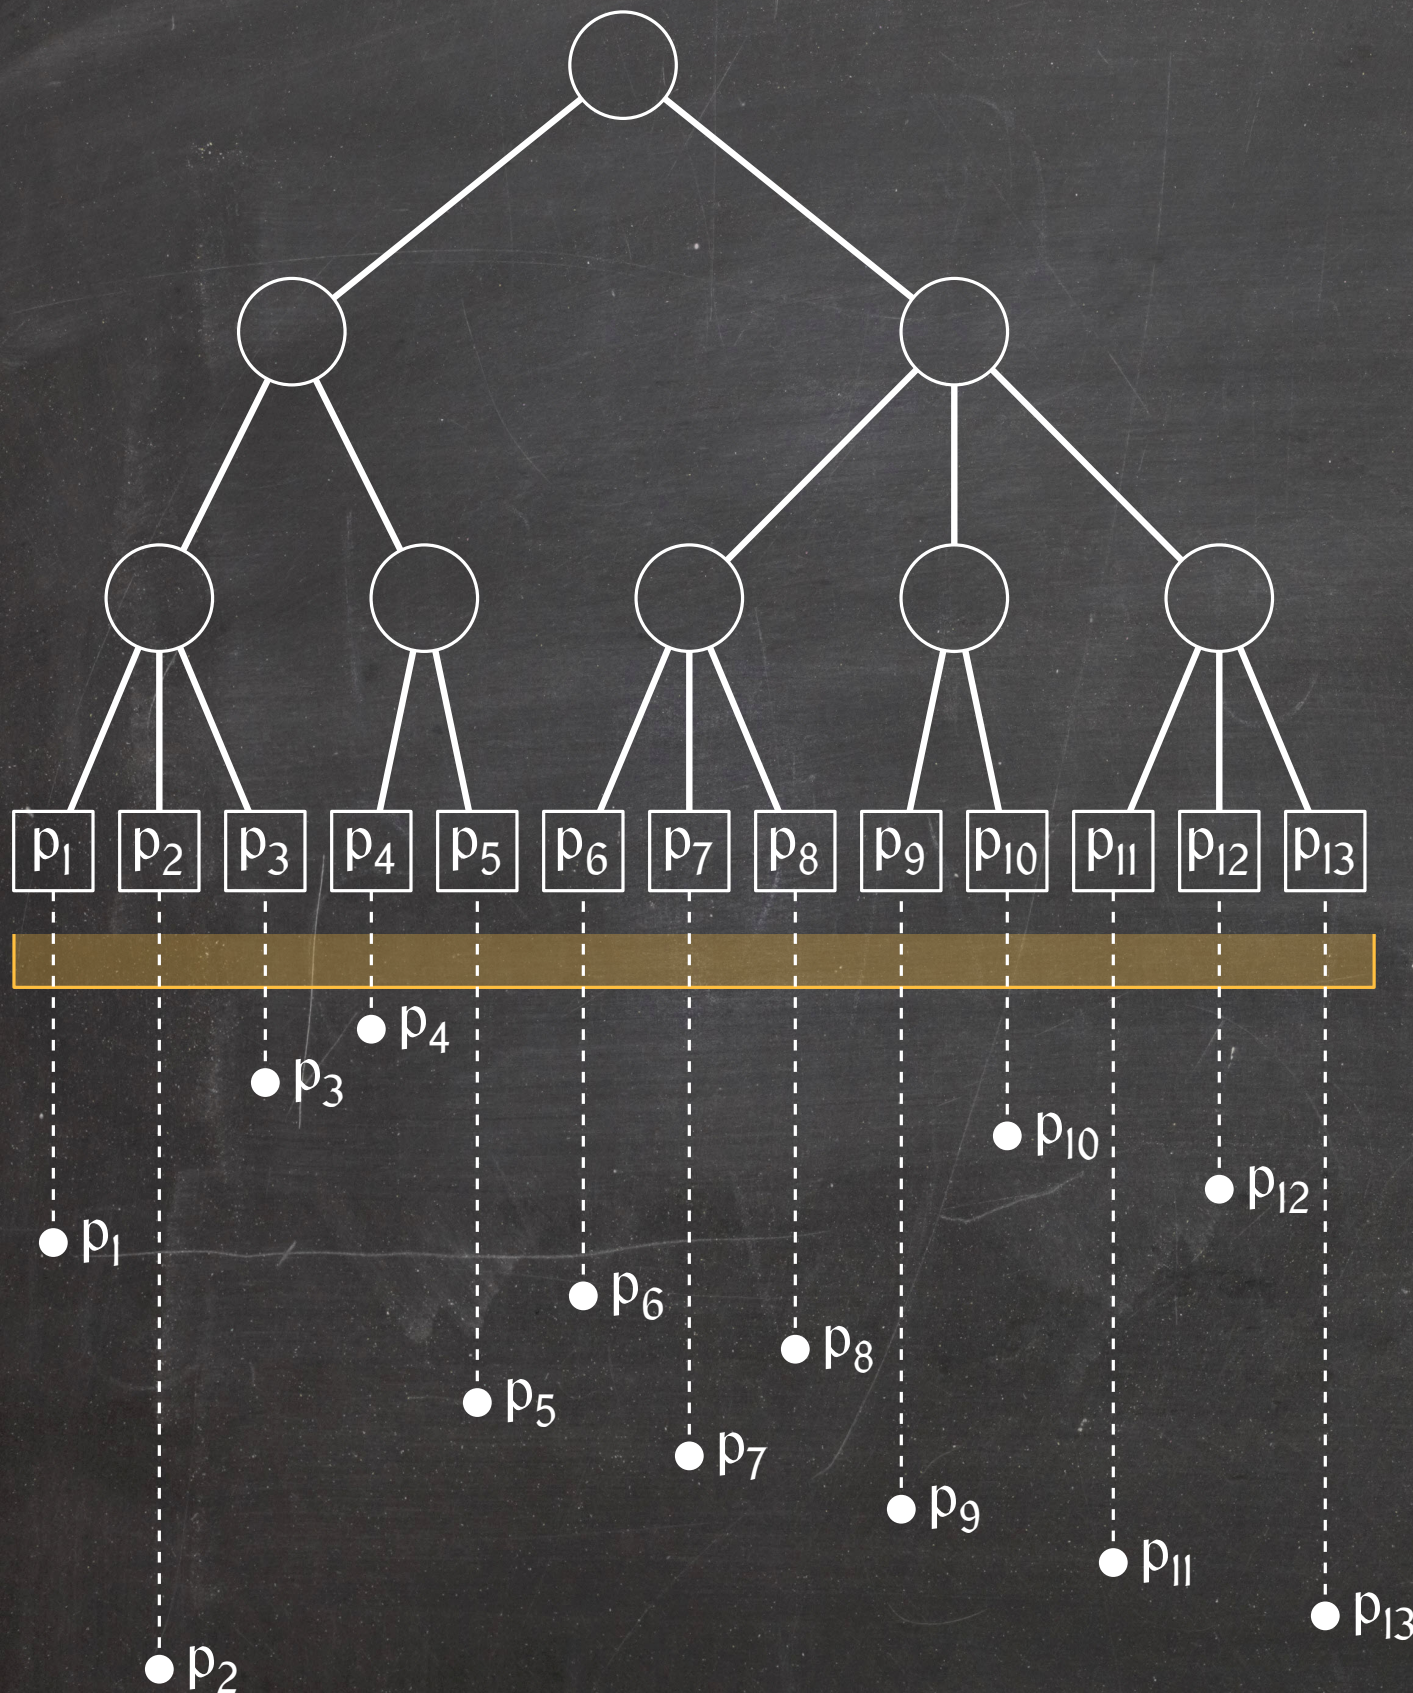 p₁ p₂ p₃ p₄ p₅ p₆ p₇ p₈ p₉ p₁₀ p₁₁ p₁₂ p₁₃
p₄
p₃
p₁₀
p₁₂
p₁
p₆
p₈
p₅
p₇
p₉
p₁₁
p₁₃
p₂